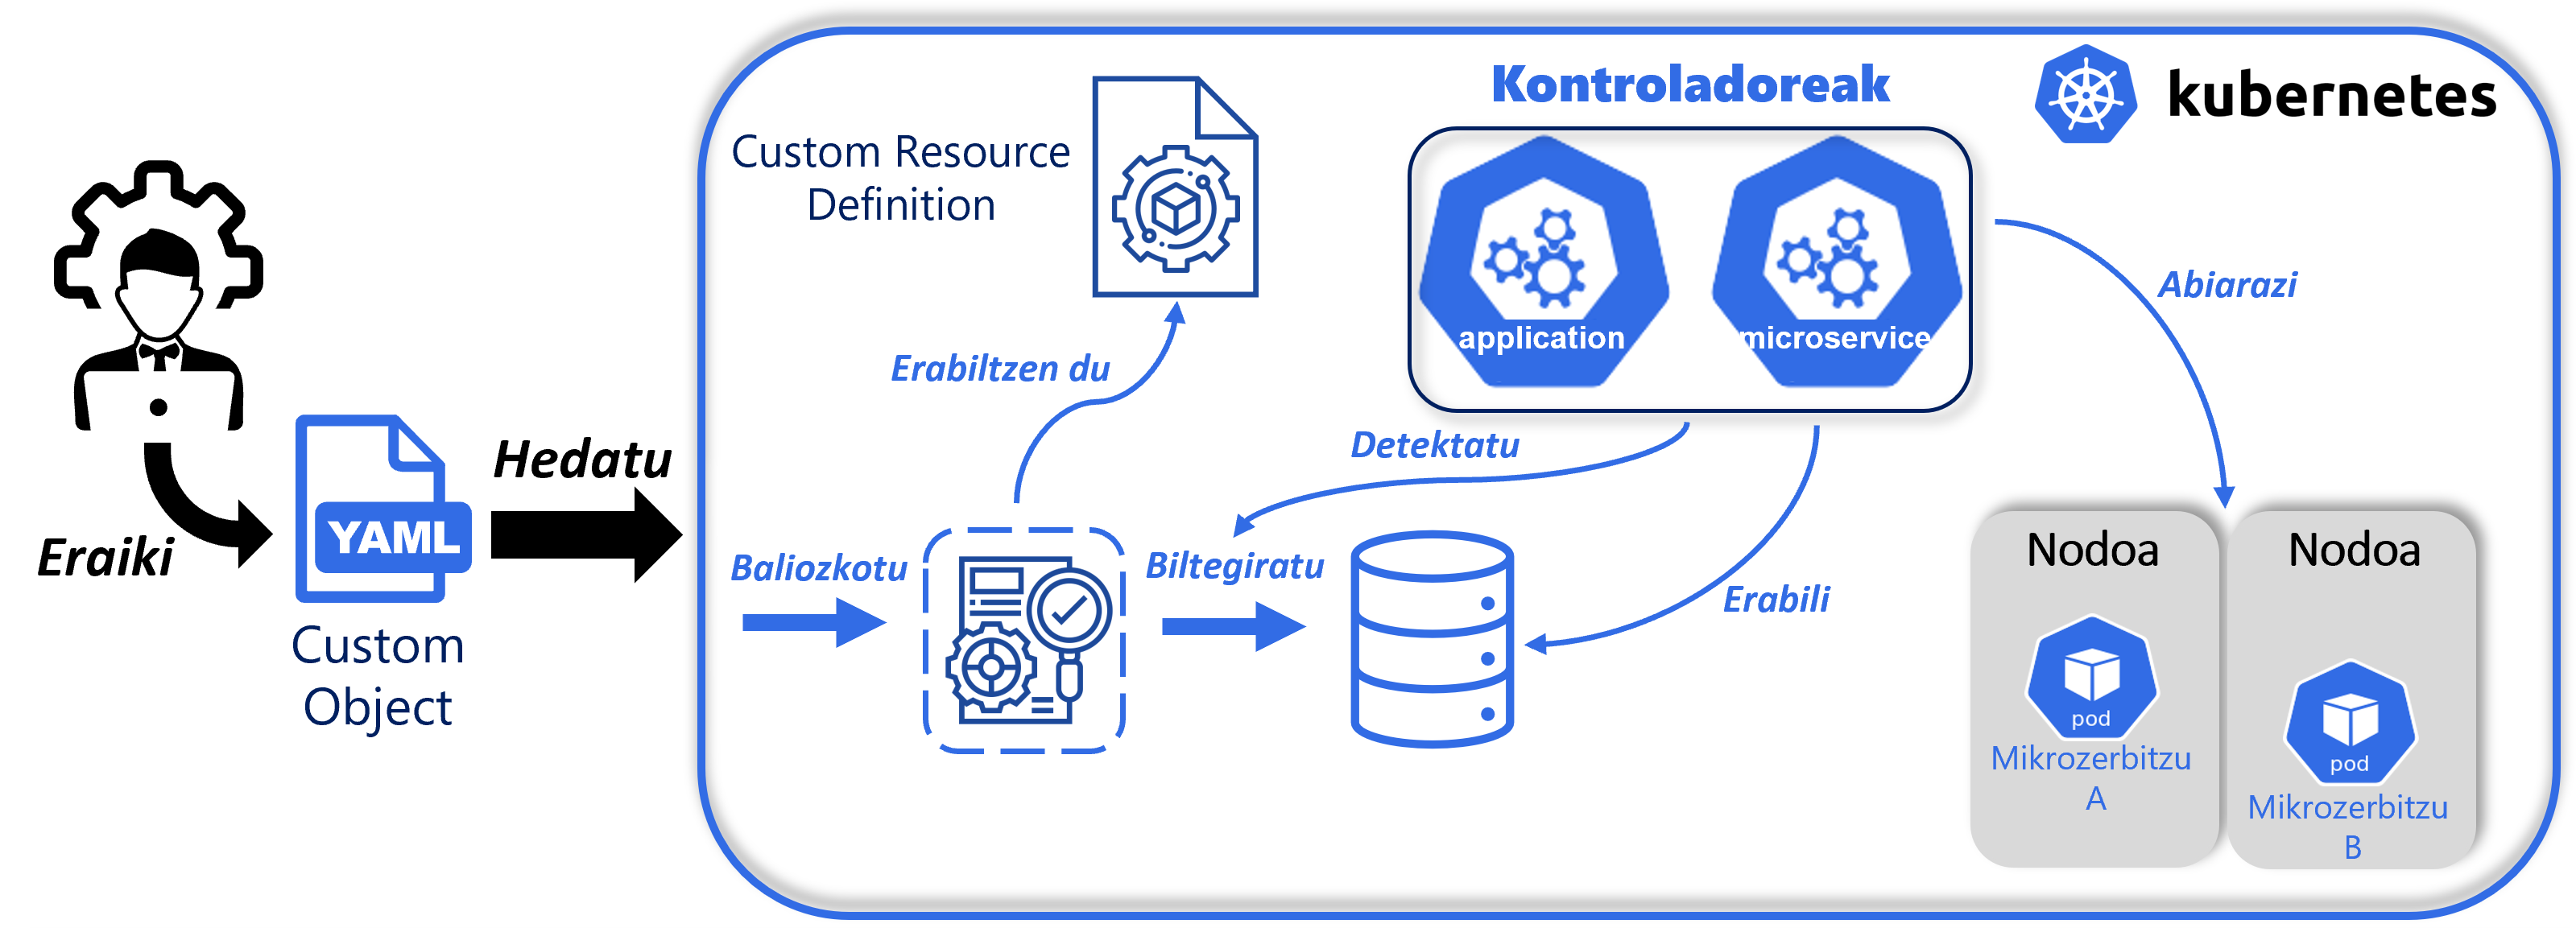 Kontroladoreak
kubernetes
Custom Resource
Definition
application
microservice
Abiarazi
Erabiltzen du
Detektatu
Hedatu
Eraiki
YAML
Custom
Object
Baliozkotu
Biltegiratu
Erabili
Nodoa
pod
Mikrozerbitzu
A
Nodoa
pod
Mikrozerbitzu
B